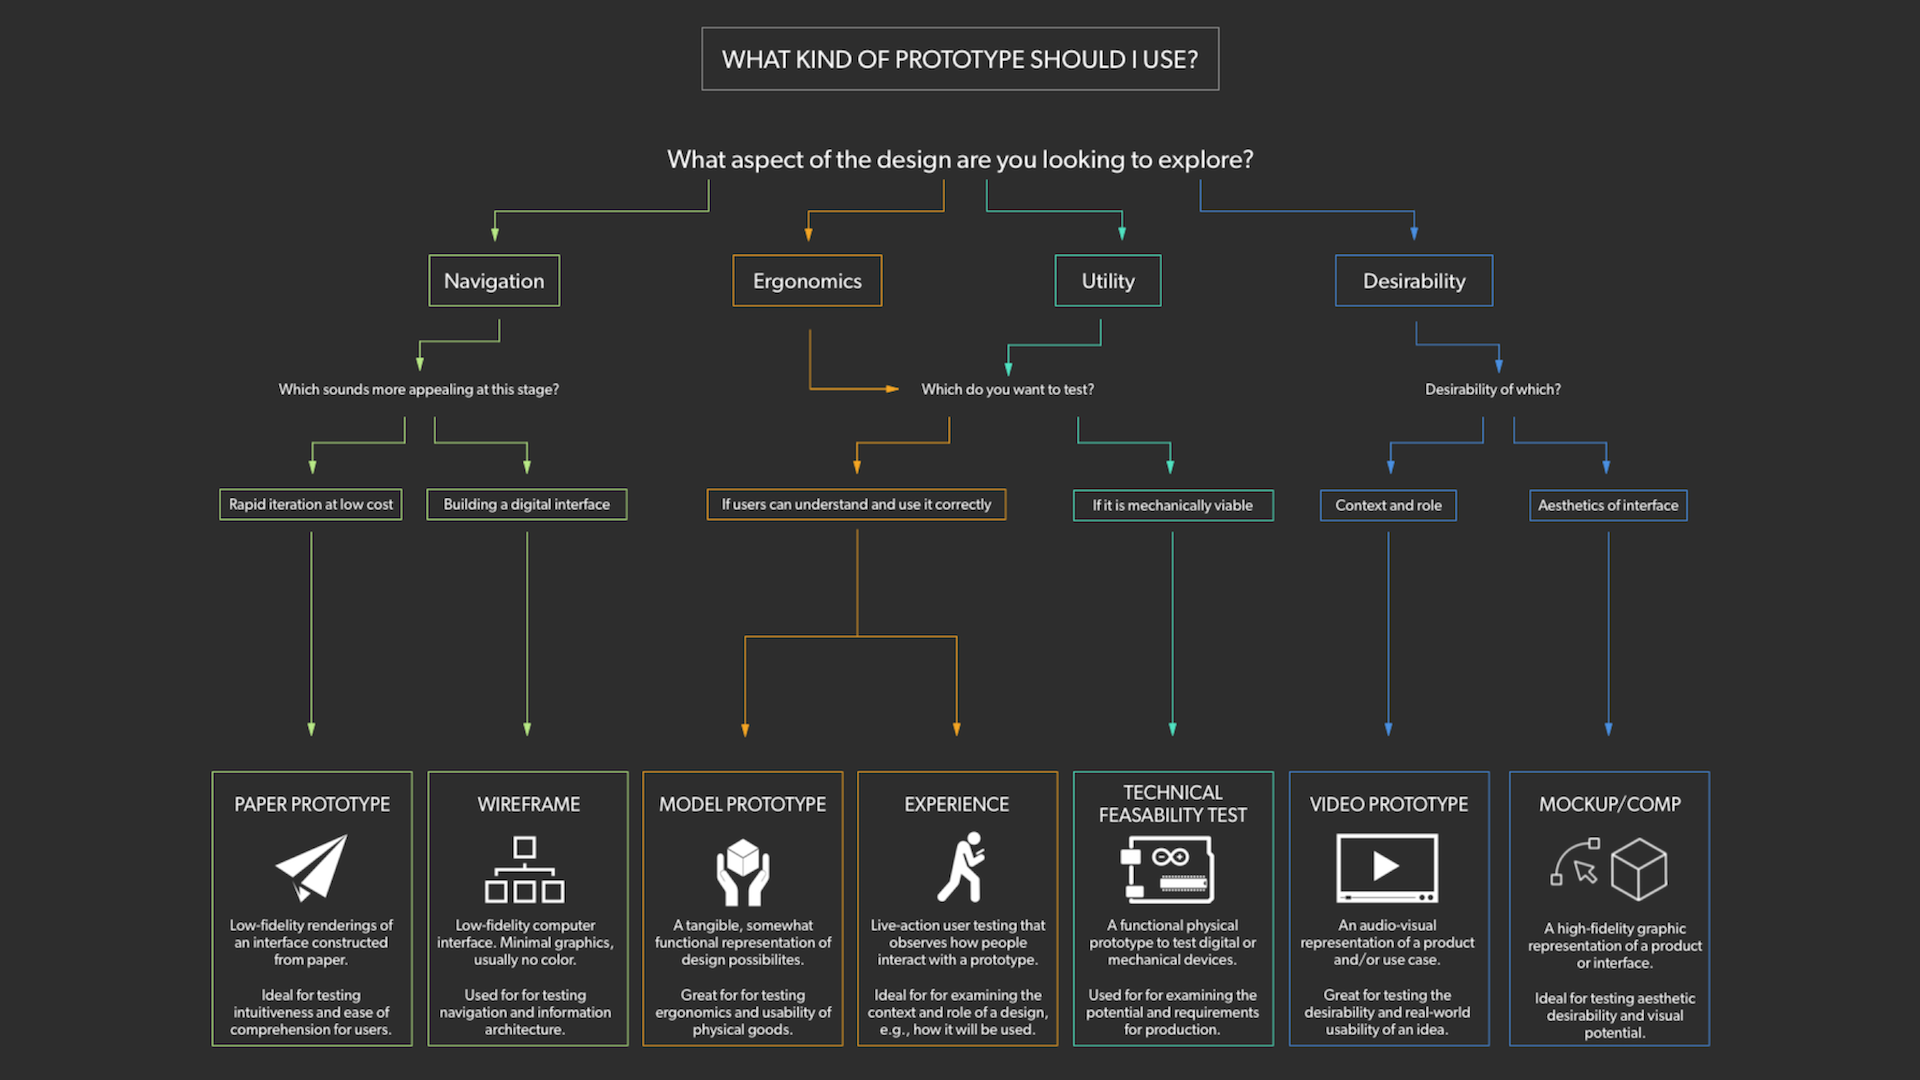 WHAT KIND OF PROTOTYPE SHOULD I USE?
What aspect of the design are you looking to explore?
Navigation
Ergonomics
Utility
Desirability
Which sounds more appealing at this stage?
Which do you want to test?
Desirability of which?
Rapid iteration at low cost
Building a digital interface
If users can understand and use it correctly
If it is mechanically viable
Context and role
Aesthetics of interface
PAPER PROTOTYPE
Low-fidelity renderings of
an interface constructed
from paper.
Ideal for testing
intuitiveness and ease of
comprehension for users.
WIREFRAME
Low-fidelity computer
interface. Minimal graphics,
usually no color.
Used for for testing
navigation and information
architecture.
MODEL PROTOTYPE
A tangible, somewhat
functional representation of
design possibilites.
Great for for testing
ergonomics and usability of
physical goods.
EXPERIENCE
Live-action user testing that
observes how people
interact with a prototype.
Ideal for for examining the
context and role of a design,
e.g., how it will be used.
TECHNICAL
FEASABILITY TEST
A functional physical
prototype to test digital or
mechanical devices.
Used for for examining the
potential and requirements
for production.
VIDEO PROTOTYPE
An audio-visual
representation of a product
and/or use case.
Great for testing the
desirability and real-world
usability of an idea.
MOCKUP/COMP
A high-fidelity graphic
representation of a product
or interface.
Ideal for testing aesthetic
desirability and visual
potential.